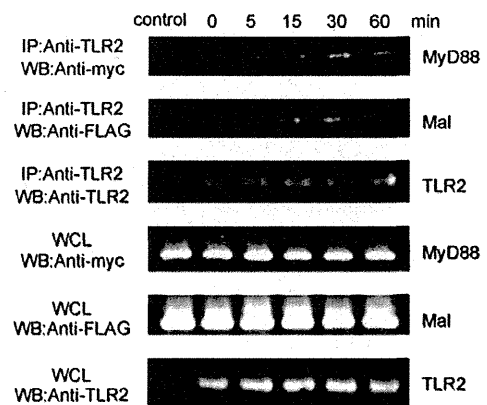 control 0 5 15 30 60 min
IP:Anti-TLR2
WB:Anti-myc
MyD88
IP:Anti-TLR2
WB:Anti-FLAG
Mal
IP:Anti-TLR2
WB:Anti-TLR2
TLR2
WCL
WB:Anti-myc
MyD88
WCL
WB:Anti-FLAG
Mal
WCL
WB:Anti-TLR2
TLR2